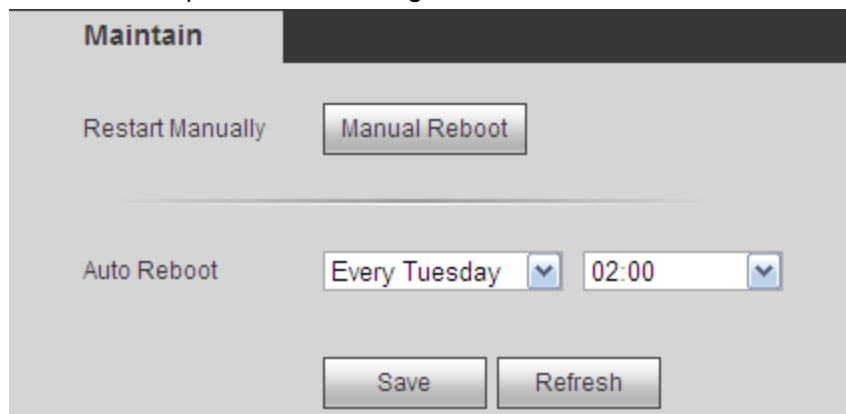 Maintain
Restart Manually Manual Reboot
Auto Reboot Every Tuesday 02:00
Save Refresh